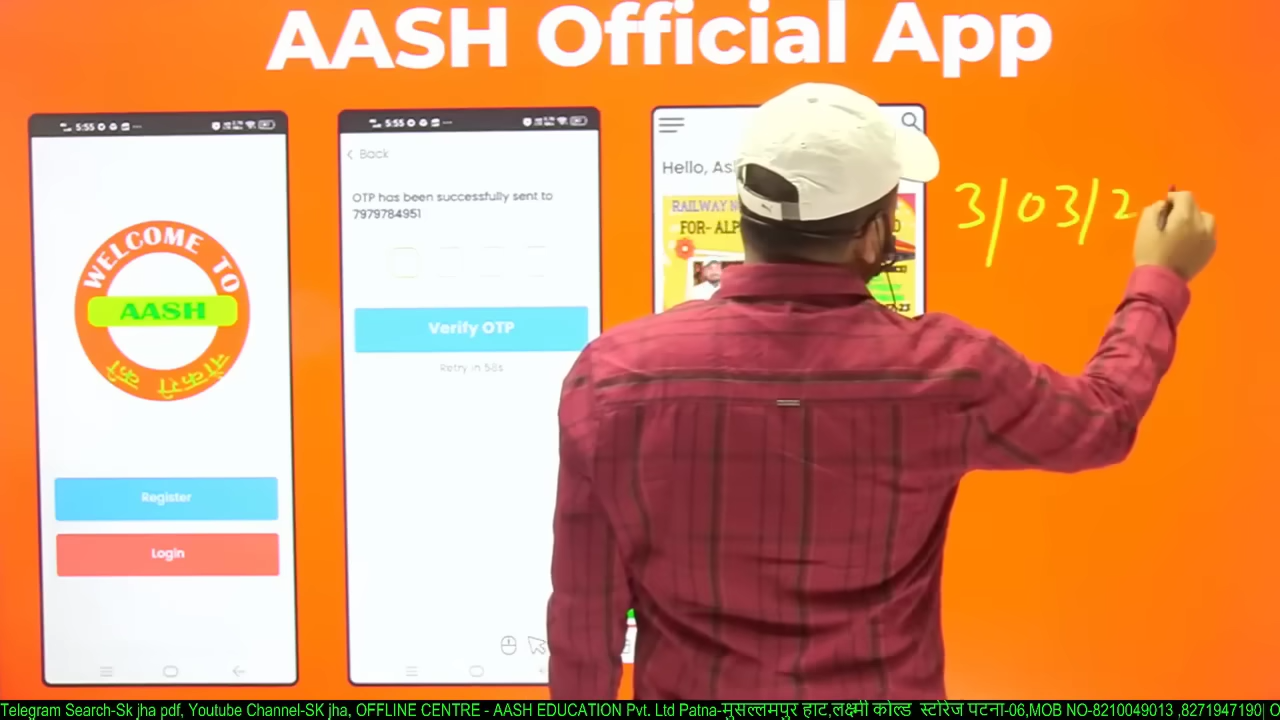 AASH Official App
5:55
WELCOME TO
AASH
नौकरी की
Register
Login
5:55
Back
OTP has been successfully sent to
7979784951
Verify OTP
Retry in 58s
Hello, As
RAILWAY N
FOR- ALP
3/03/2
Telegram Search-Sk jha pdf, Youtube Channel-SK jha, OFFLINE CENTRE - AASH EDUCATION Pvt. Ltd Patna-मुसल्लमपुर हाट,लक्ष्मी कोल्ड स्टोरेज पटना-06,MOB NO-8210049013 ,8271947190